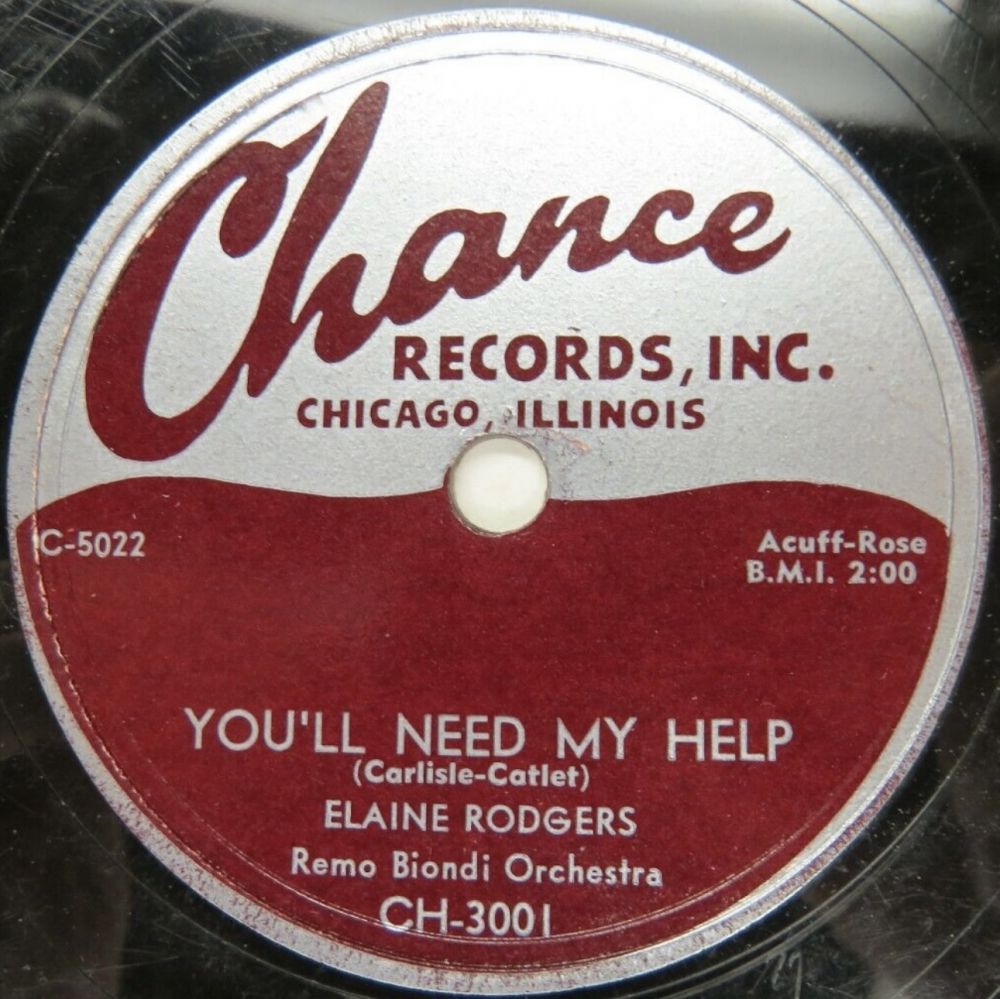 Chance
RECORDS, INC.
CHICAGO, ILLINOIS
C-5022
Acuff-Rose
B.M.I. 2:00
YOU'LL NEED MY HELP
(Carlisle-Catlet)
ELAINE RODGERS
Remo Biondi Orchestra
CH-3001